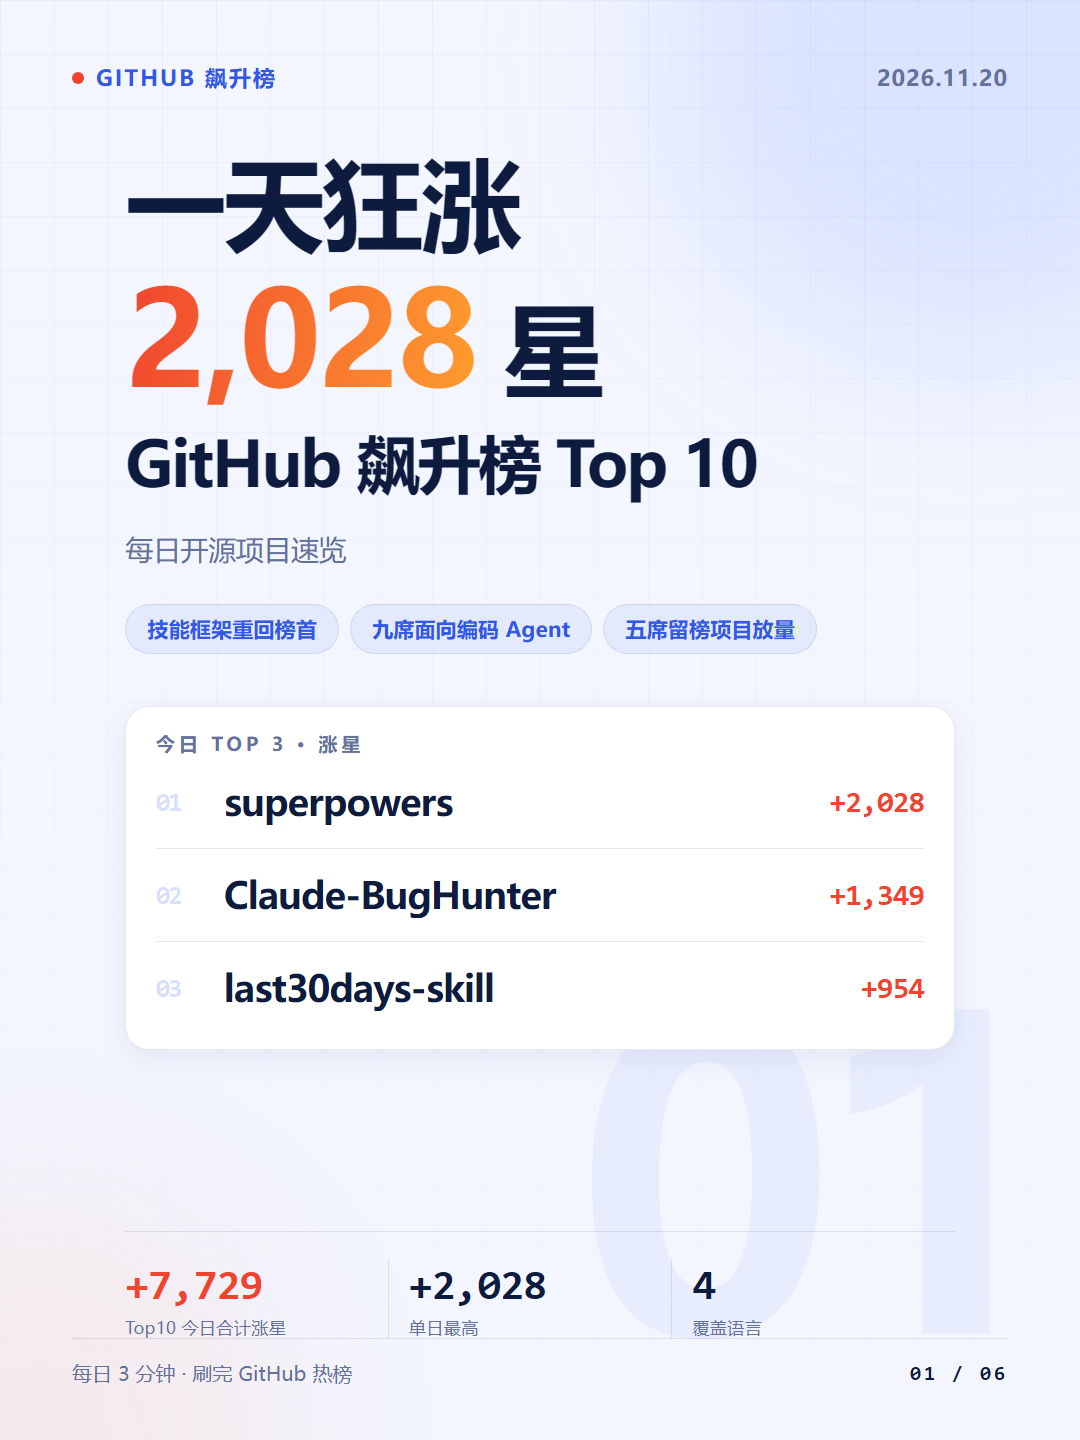 GITHUB 飙升榜
2026.11.20
一天狂涨
2,028 星
GitHub 飙升榜 Top 10
每日开源项目速览
技能框架重回榜首
九席面向编码 Agent
五席留榜项目放量
今日 TOP 3 • 涨星
01 superpowers +2,028
02 Claude-BugHunter +1,349
03 last30days-skill +954
01
+7,729
Top10 今日合计涨星
+2,028
单日最高
4
覆盖语言
每日 3 分钟 · 刷完 GitHub 热榜
01 / 06